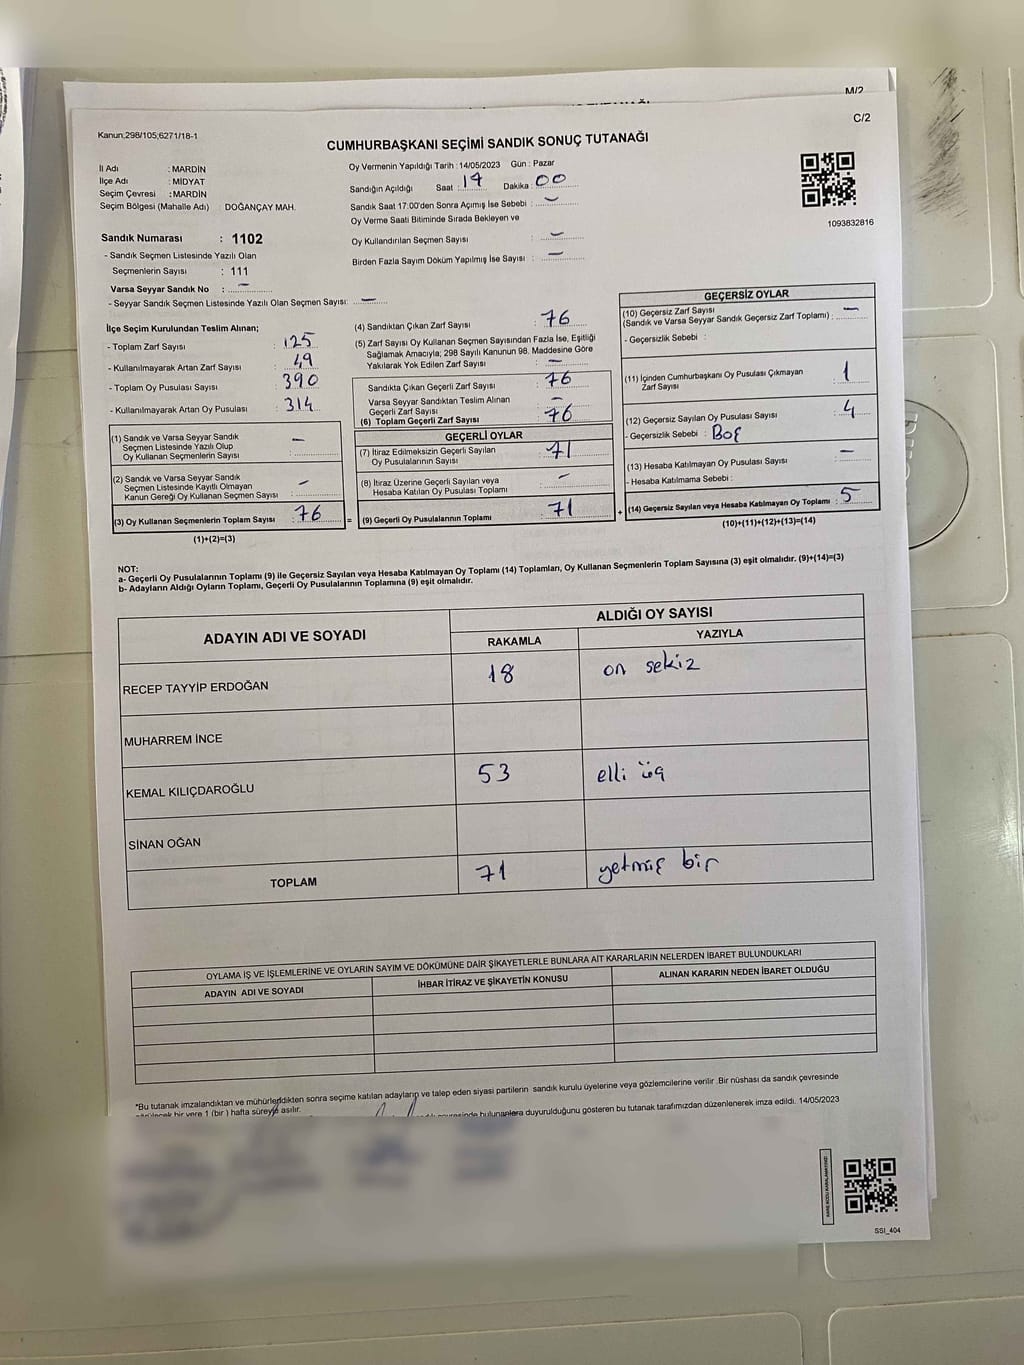 M/2
C/2
Kanun;298/105;6271/18-1
CUMHURBAŞKANI SEÇİMİ SANDIK SONUÇ TUTANAĞI
İl Adı : MARDİN
İlçe Adı : MİDYAT
Seçim Çevresi : MARDİN
Seçim Bölgesi (Mahalle Adı) : DOĞANÇAY MAH.
Oy Vermenin Yapıldığı Tarih : 14/05/2023 Gün : Pazar
Sandığın Açıldığı Saat : 17 Dakika : 00
Sandık Saat 17:00'den Sonra Açımış İse Sebebi : -
Oy Verme Saati Bitiminde Sırada Bekleyen ve
Oy Kullandırılan Seçmen Sayısı : -
Birden Fazla Sayım Döküm Yapılmış İse Sayısı : -
1093832816
Sandık Numarası : 1102
- Sandık Seçmen Listesinde Yazılı Olan
Seçmenlerin Sayısı : 111
Varsa Seyyar Sandık No : -
- Seyyar Sandık Seçmen Listesinde Yazılı Olan Seçmen Sayısı: -
İlçe Seçim Kurulundan Teslim Alınan;
- Toplam Zarf Sayısı : 125
- Kullanılmayarak Artan Zarf Sayısı : 49
- Toplam Oy Pusulası Sayısı : 390
- Kullanılmayarak Artan Oy Pusulası : 314
(1) Sandık ve Varsa Seyyar Sandık
Seçmen Listesinde Yazılı Olup
Oy Kullanan Seçmenlerin Sayısı : -
(2) Sandık ve Varsa Seyyar Sandık
Seçmen Listesinde Kayıtlı Olmayan
Kanun Gereği Oy Kullanan Seçmen Sayısı : -
(3) Oy Kullanan Seçmenlerin Toplam Sayısı : 76
(1)+(2)=(3)
(4) Sandıktan Çıkan Zarf Sayısı : 76
(5) Zarf Sayısı Oy Kullanan Seçmen Sayısından Fazla İse, Eşitliği
Sağlamak Amacıyla; 298 Sayılı Kanunun 98. Maddesine Göre
Yakılarak Yok Edilen Zarf Sayısı : -
Sandıkta Çıkan Geçerli Zarf Sayısı : 76
Varsa Seyyar Sandıktan Teslim Alınan
Geçerli Zarf Sayısı : -
(6) Toplam Geçerli Zarf Sayısı : 76
GEÇERLİ OYLAR
(7) İtiraz Edilmeksizin Geçerli Sayılan
Oy Pusulalarının Sayısı : 71
(8) İtiraz Üzerine Geçerli Sayılan veya
Hesaba Katılan Oy Pusulası Toplamı : -
= (9) Geçerli Oy Pusulalarının Toplamı : 71
GEÇERSİZ OYLAR
(10) Geçersiz Zarf Sayısı
(Sandık ve Varsa Seyyar Sandık Geçersiz Zarf Toplamı) : -
- Geçersizlik Sebebi :
(11) İçinden Cumhurbaşkanı Oy Pusulası Çıkmayan
Zarf Sayısı : 1
(12) Geçersiz Sayılan Oy Pusulası Sayısı : 4
- Geçersizlik Sebebi : Boş
(13) Hesaba Katılmayan Oy Pusulası Sayısı : -
- Hesaba Katılmama Sebebi :
+ (14) Geçersiz Sayılan veya Hesaba Katılmayan Oy Toplamı : 5
(10)+(11)+(12)+(13)=(14)
NOT:
a- Geçerli Oy Pusulalarının Toplamı (9) ile Geçersiz Sayılan veya Hesaba Katılmayan Oy Toplamı (14) Toplamları, Oy Kullanan Seçmenlerin Toplam Sayısına (3) eşit olmalıdır. (9)+(14)=(3)
b- Adayların Aldığı Oyların Toplamı, Geçerli Oy Pusulalarının Toplamına (9) eşit olmalıdır.
ADAYIN ADI VE SOYADI
ALDIĞI OY SAYISI
RAKAMLA YAZIYLA
RECEP TAYYİP ERDOĞAN 18 on sekiz
MUHARREM İNCE
KEMAL KILIÇDAROĞLU 53 elli üç
SİNAN OĞAN
TOPLAM 71 yetmiş bir
OYLAMA İŞ VE İŞLEMLERİNE VE OYLARIN SAYIM VE DÖKÜMÜNE DAİR ŞİKAYETLERLE BUNLARA AİT KARARLARIN NELERDEN İBARET BULUNDUKLARI
ADAYIN ADI VE SOYADI İHBAR İTİRAZ VE ŞİKAYETİN KONUSU ALINAN KARARIN NEDEN İBARET OLDUĞU
*Bu tutanak imzalandıktan ve mühürlendikten sonra seçime katılan adayların ve talep eden siyasi partilerin sandık kurulu üyelerine veya gözlemcilerine verilir .Bir nüshası da sandık çevresinde
bir yere 1 (bir ) hafta süreyle asılır.
bulunanlara duyurulduğunu gösteren bu tutanak tarafımızdan düzenlenerek imza edildi. 14/05/2023
SSI_404